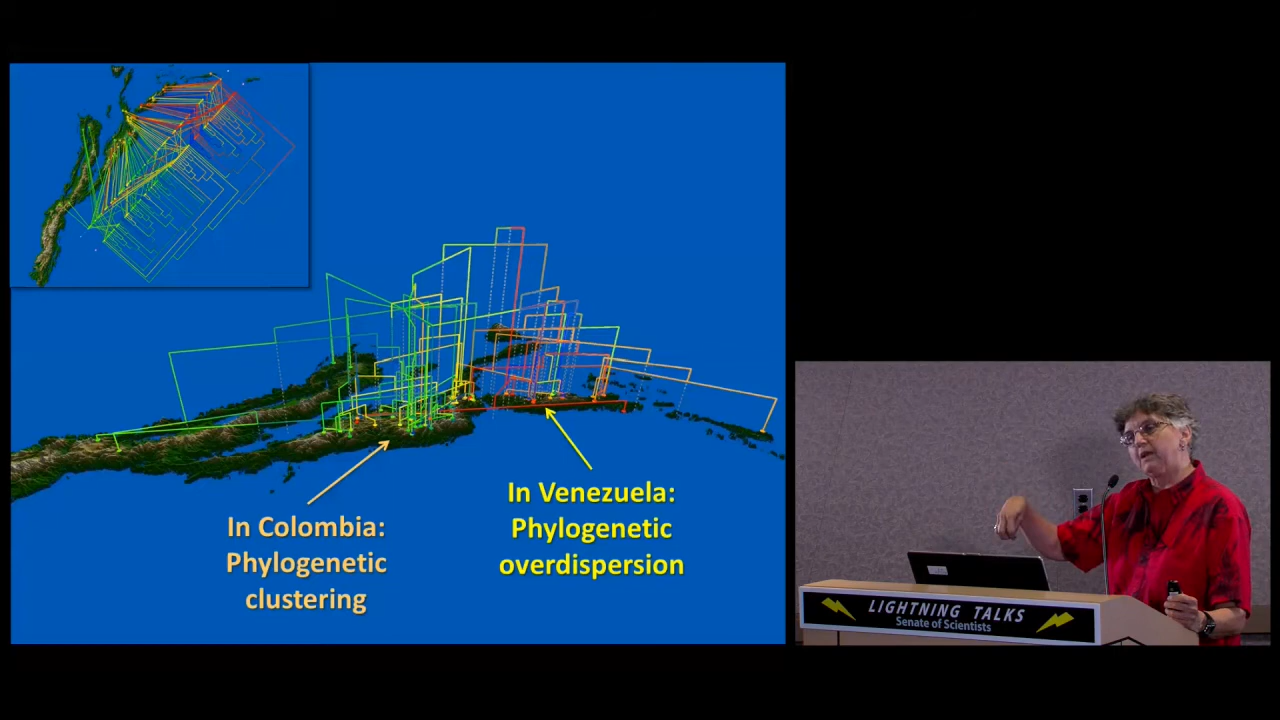 In Colombia:
Phylogenetic
clustering
In Venezuela:
Phylogenetic
overdispersion
LIGHTNING TALKS
Senate of Scientists